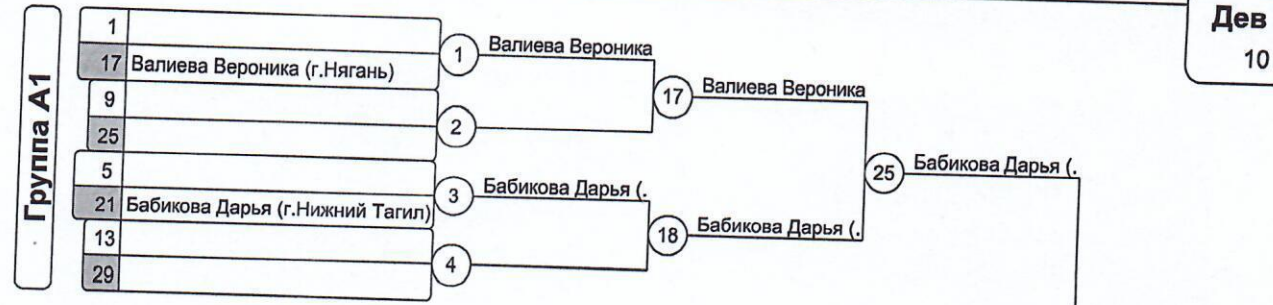 Группа А1
1
17 Валиева Вероника (г.Нягань)
9
25
5
21 Бабикова Дарья (г.Нижний Тагил)
13
29
1 Валиева Вероника
2
3 Бабикова Дарья (.
4
17 Валиева Вероника
18 Бабикова Дарья (.
25 Бабикова Дарья (.
Дев
10